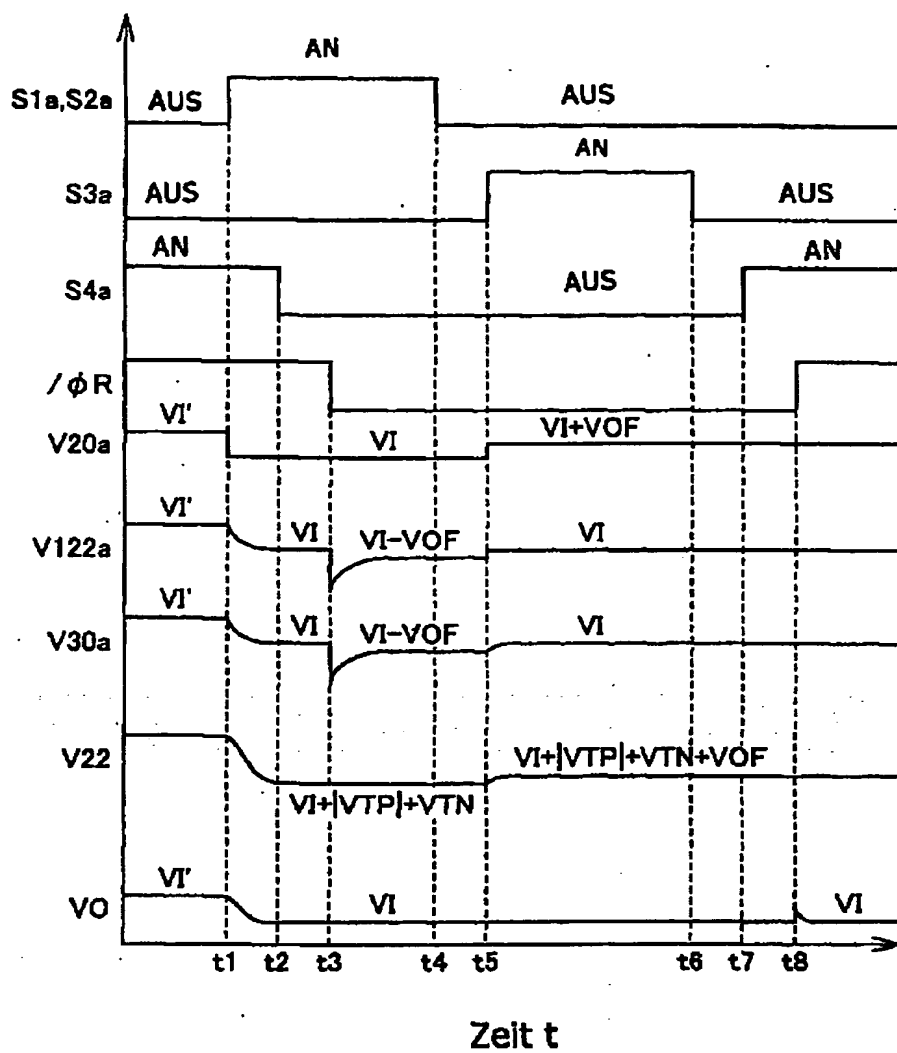 AN
S1a,S2a AUS AUS
AN
S3a AUS AUS
AN AN
S4a AUS
/φR
VI'
V20a VI VI+VOF
VI'
V122a VI VI−VOF VI
VI'
V30a VI VI−VOF VI
V22 VI+|VTP|+VTN+VOF
VI+|VTP|+VTN
VI'
VO VI VI
t1 t2 t3 t4 t5 t6 t7 t8
Zeit t